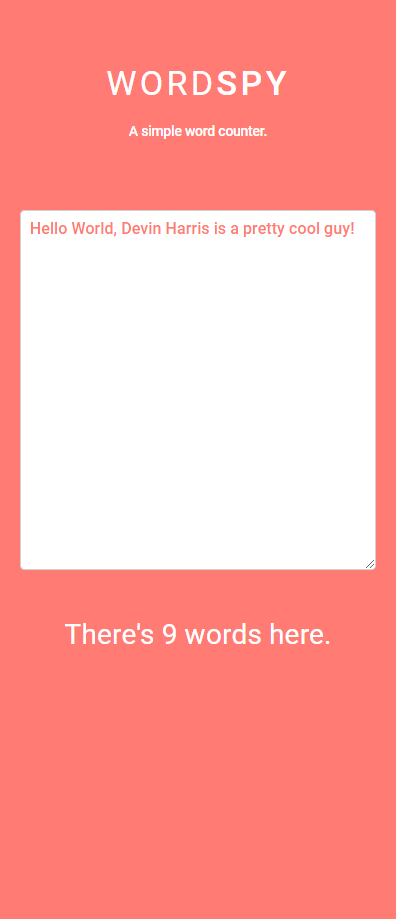 WORDSPY
A simple word counter.
Hello World, Devin Harris is a pretty cool guy!
There's 9 words here.